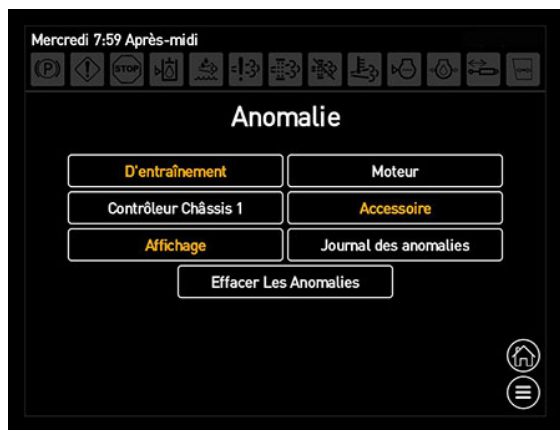 Mercredi 7:59 Après-midi
(P) STOP
Anomalie
D'entraînement Moteur
Contrôleur Châssis 1 Accessoire
Affichage Journal des anomalies
Effacer Les Anomalies